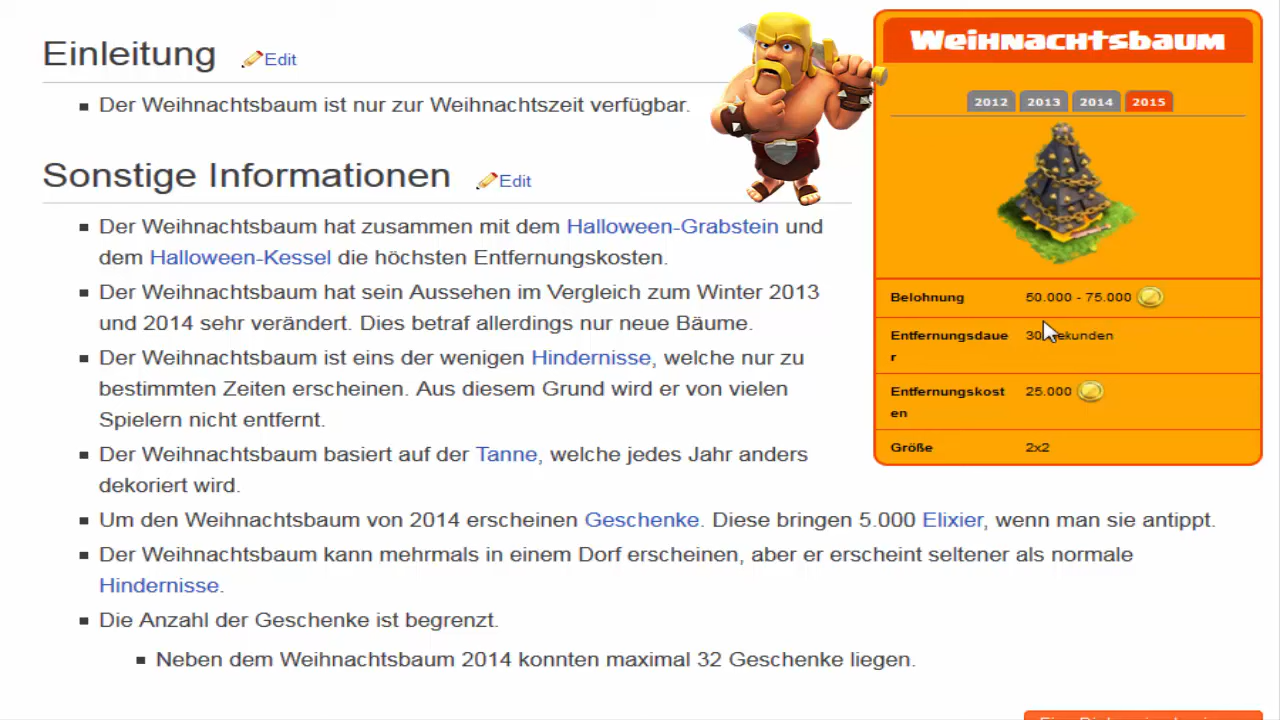 Einleitung Edit
Der Weihnachtsbaum ist nur zur Weihnachtszeit verfügbar.
Sonstige Informationen Edit
Der Weihnachtsbaum hat zusammen mit dem Halloween-Grabstein und
dem Halloween-Kessel die höchsten Entfernungskosten.
Der Weihnachtsbaum hat sein Aussehen im Vergleich zum Winter 2013
und 2014 sehr verändert. Dies betraf allerdings nur neue Bäume.
Der Weihnachtsbaum ist eins der wenigen Hindernisse, welche nur zu
bestimmten Zeiten erscheinen. Aus diesem Grund wird er von vielen
Spielern nicht entfernt.
Der Weihnachtsbaum basiert auf der Tanne, welche jedes Jahr anders
dekoriert wird.
Um den Weihnachtsbaum von 2014 erscheinen Geschenke. Diese bringen 5.000 Elixier, wenn man sie antippt.
Der Weihnachtsbaum kann mehrmals in einem Dorf erscheinen, aber er erscheint seltener als normale
Hindernisse.
Die Anzahl der Geschenke ist begrenzt.
Neben dem Weihnachtsbaum 2014 konnten maximal 32 Geschenke liegen.
Weihnachtsbaum
2012 2013 2014 2015
Belohnung 50.000 - 75.000
Entfernungsdaue 30
r
Entfernungskost 25.000
en
Größe 2x2